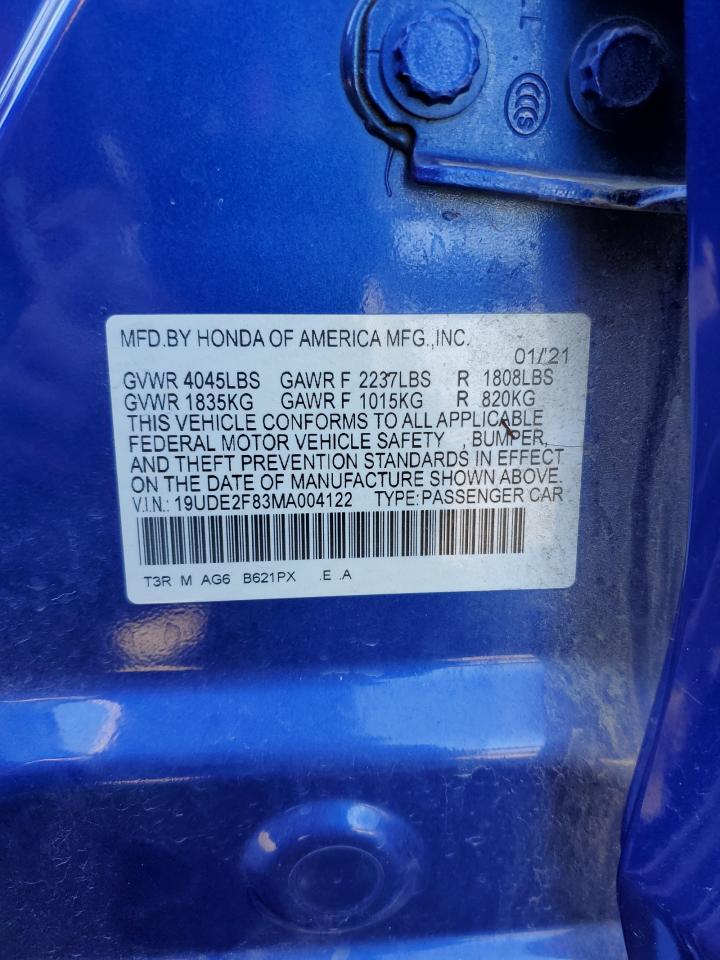 MFD.BY HONDA OF AMERICA MFG.,INC.
01/'21
GVWR 4045LBS GAWR F 2237LBS R 1808LBS
GVWR 1835KG GAWR F 1015KG R 820KG
THIS VEHICLE CONFORMS TO ALL APPLICABLE
FEDERAL MOTOR VEHICLE SAFETY , BUMPER,
AND THEFT PREVENTION STANDARDS IN EFFECT
ON THE DATE OF MANUFACTURE SHOWN ABOVE.
V.I.N.: 19UDE2F83MA004122 TYPE:PASSENGER CAR
T3R M AG6 B621PX .E .A